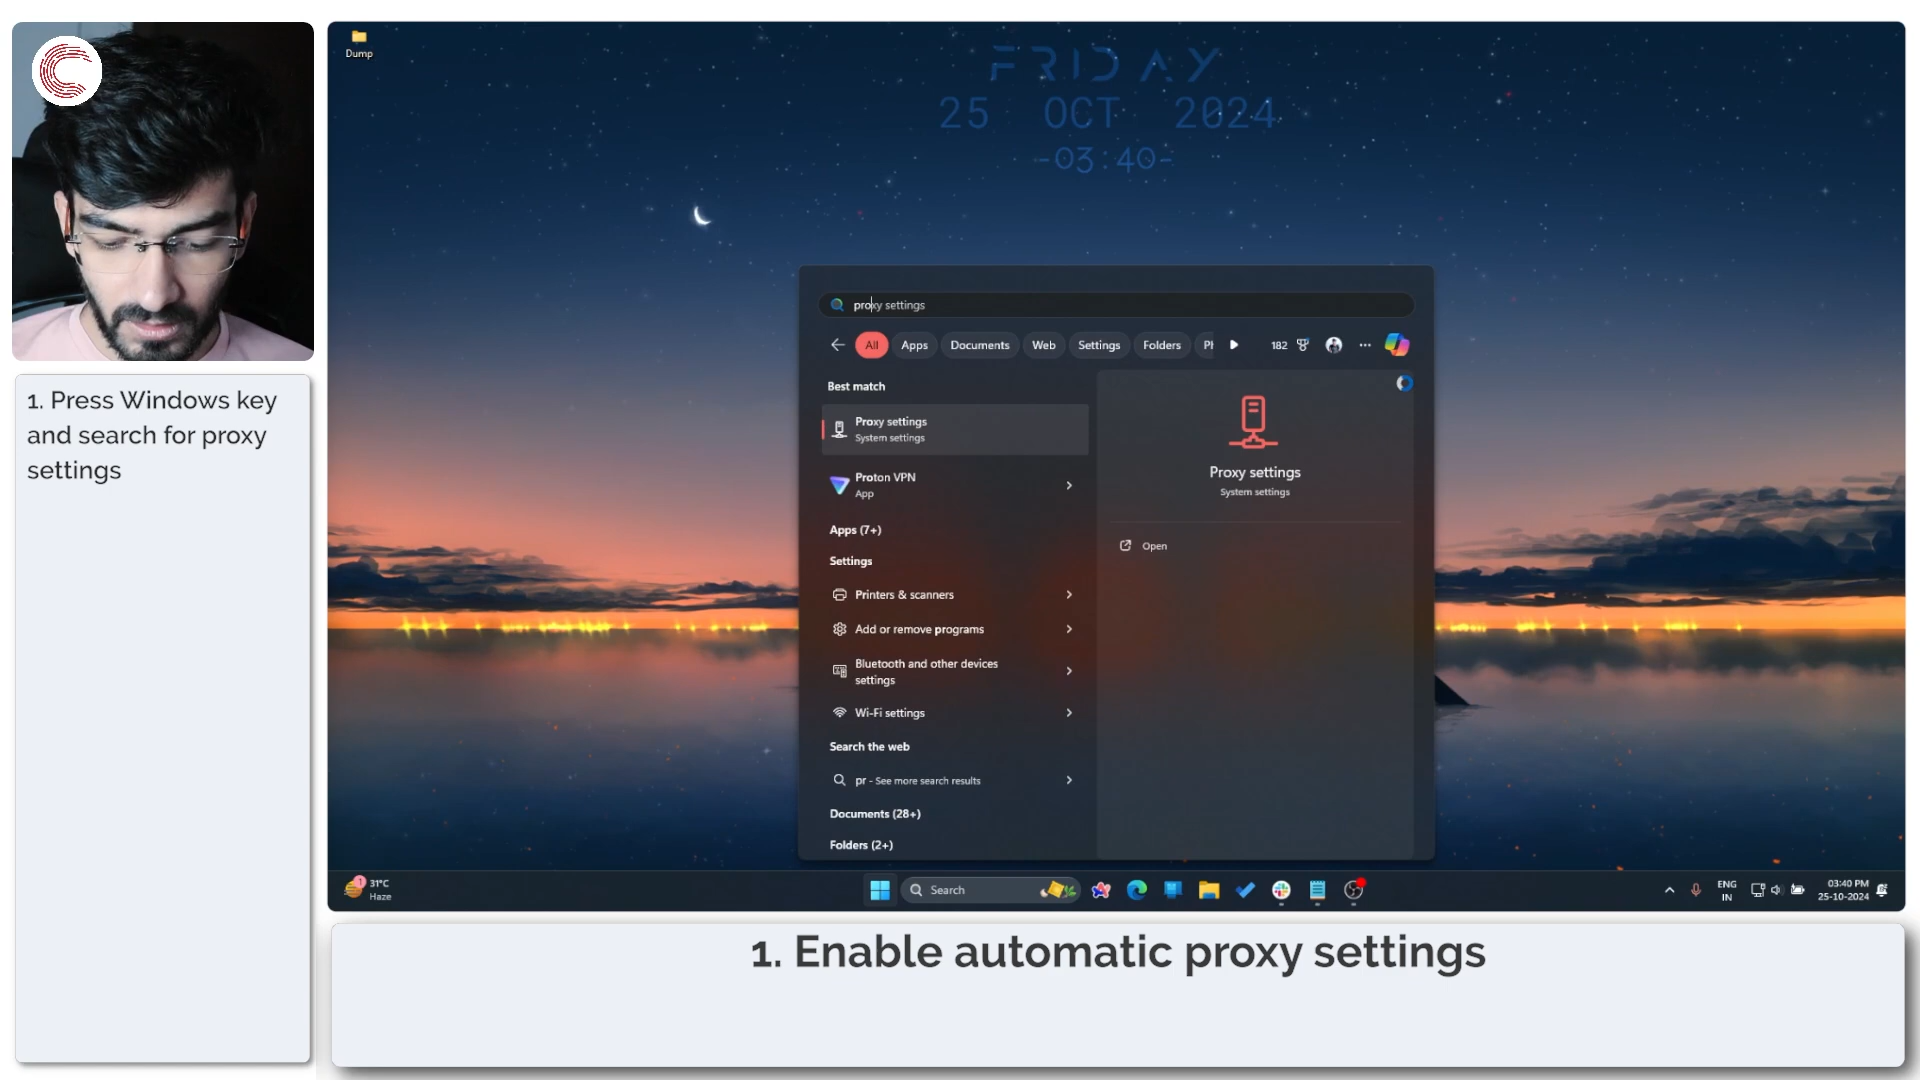 1. Press Windows key
and search for proxy
settings
Dump
FRIDAY
25 OCT 2024
-03:40-
proxy settings
All
Apps
Documents
Web
Settings
Folders
182
Best match
Proxy settings
System settings
Proton VPN
App
Apps (7+)
Settings
Printers & scanners
Add or remove programs
Bluetooth and other devices
settings
Wi-Fi settings
Search the web
pr - See more search results
Documents (28+)
Folders (2+)
Proxy settings
System settings
Open
1
31°C
Haze
Search
ENG
IN
03:40 PM
25-10-2024
1. Enable automatic proxy settings